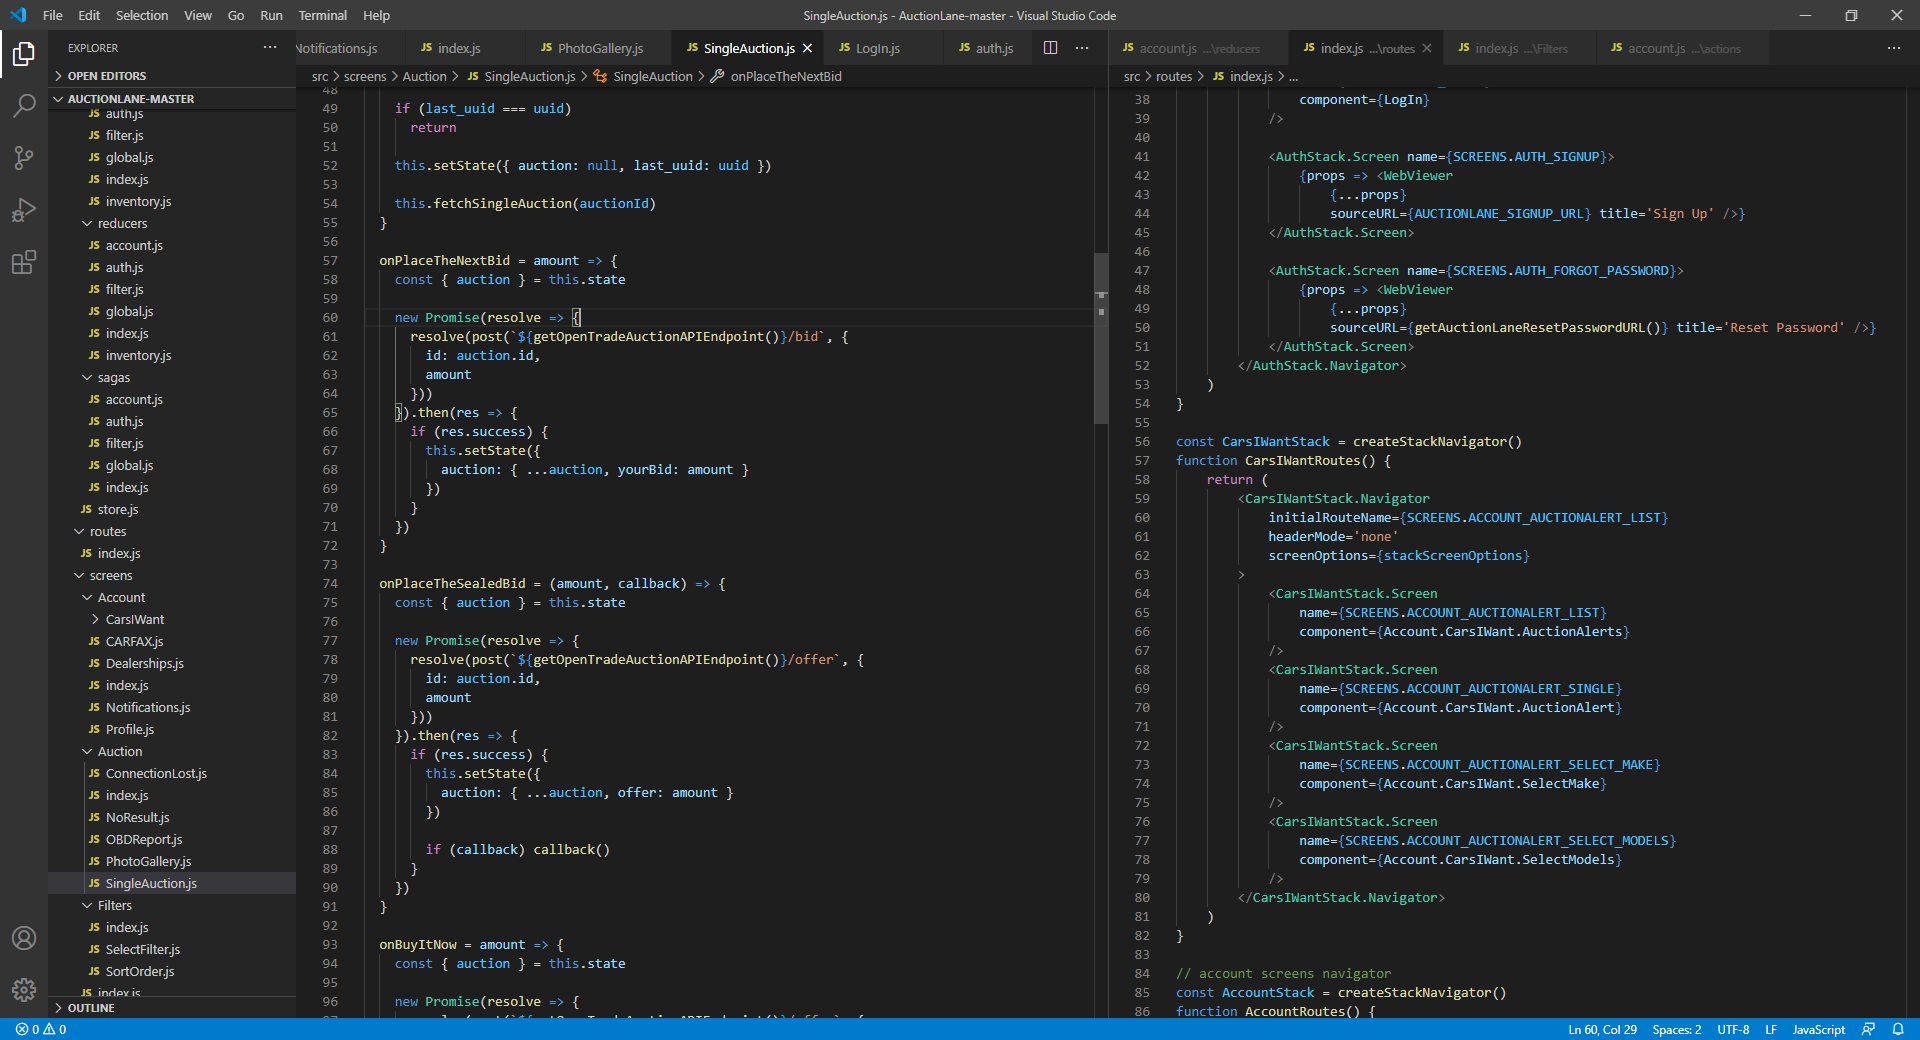 File Edit Selection View Go Run Terminal Help
SingleAuction.js - AuctionLane-master - Visual Studio Code
EXPLORER
OPEN EDITORS
AUCTIONLANE-MASTER
JS auth.js
JS filter.js
JS global.js
JS index.js
JS inventory.js
reducers
JS account.js
JS auth.js
JS filter.js
JS global.js
JS index.js
JS inventory.js
sagas
JS account.js
JS auth.js
JS filter.js
JS global.js
JS index.js
JS store.js
routes
JS index.js
screens
Account
CarsIWant
JS CARFAX.js
JS Dealerships.js
JS index.js
JS Notifications.js
JS Profile.js
Auction
JS ConnectionLost.js
JS index.js
JS NoResult.js
JS OBDReport.js
JS PhotoGallery.js
JS SingleAuction.js
Filters
JS index.js
JS SelectFilter.js
JS SortOrder.js
JS index.js
OUTLINE
Notifications.js JS index.js JS PhotoGallery.js JS SingleAuction.js JS LogIn.js JS auth.js
src > screens > Auction > JS SingleAuction.js > SingleAuction > onPlaceTheNextBid
48
49 if (last_uuid === uuid)
50 return
51
52 this.setState({ auction: null, last_uuid: uuid })
53
54 this.fetchSingleAuction(auctionId)
55 }
56
57 onPlaceTheNextBid = amount => {
58 const { auction } = this.state
59
60 new Promise(resolve => {
61 resolve(post(`${getOpenTradeAuctionAPIEndpoint()}/bid`, {
62 id: auction.id,
63 amount
64 }))
65 }).then(res => {
66 if (res.success) {
67 this.setState({
68 auction: { ...auction, yourBid: amount }
69 })
70 }
71 })
72 }
73
74 onPlaceTheSealedBid = (amount, callback) => {
75 const { auction } = this.state
76
77 new Promise(resolve => {
78 resolve(post(`${getOpenTradeAuctionAPIEndpoint()}/offer`, {
79 id: auction.id,
80 amount
81 }))
82 }).then(res => {
83 if (res.success) {
84 this.setState({
85 auction: { ...auction, offer: amount }
86 })
87
88 if (callback) callback()
89 }
90 })
91 }
92
93 onBuyItNow = amount => {
94 const { auction } = this.state
95
96 new Promise(resolve => {
97 resolve(post(`${getOpenTradeAuctionAPIEndpoint()}/offer`, {
JS account.js ...\reducers JS index.js ...\routes JS index.js ...\Filters JS account.js ...\actions
src > routes > JS index.js > ...
38 component={LogIn}
39 />
40
41 <AuthStack.Screen name={SCREENS.AUTH_SIGNUP}>
42 {props => <WebViewer
43 {...props}
44 sourceURL={AUCTIONLANE_SIGNUP_URL} title='Sign Up' />}
45 </AuthStack.Screen>
46
47 <AuthStack.Screen name={SCREENS.AUTH_FORGOT_PASSWORD}>
48 {props => <WebViewer
49 {...props}
50 sourceURL={getAuctionLaneResetPasswordURL()} title='Reset Password' />}
51 </AuthStack.Screen>
52 </AuthStack.Navigator>
53 )
54 }
55
56 const CarsIWantStack = createStackNavigator()
57 function CarsIWantRoutes() {
58 return (
59 <CarsIWantStack.Navigator
60 initialRouteName={SCREENS.ACCOUNT_AUCTIONALERT_LIST}
61 headerMode='none'
62 screenOptions={stackScreenOptions}
63 >
64 <CarsIWantStack.Screen
65 name={SCREENS.ACCOUNT_AUCTIONALERT_LIST}
66 component={Account.CarsIWant.AuctionAlerts}
67 />
68 <CarsIWantStack.Screen
69 name={SCREENS.ACCOUNT_AUCTIONALERT_SINGLE}
70 component={Account.CarsIWant.AuctionAlert}
71 />
72 <CarsIWantStack.Screen
73 name={SCREENS.ACCOUNT_AUCTIONALERT_SELECT_MAKE}
74 component={Account.CarsIWant.SelectMake}
75 />
76 <CarsIWantStack.Screen
77 name={SCREENS.ACCOUNT_AUCTIONALERT_SELECT_MODELS}
78 component={Account.CarsIWant.SelectModels}
79 />
80 </CarsIWantStack.Navigator>
81 )
82 }
83
84 // account screens navigator
85 const AccountStack = createStackNavigator()
86 function AccountRoutes() {
0 0
Ln 60, Col 29 Spaces: 2 UTF-8 LF JavaScript